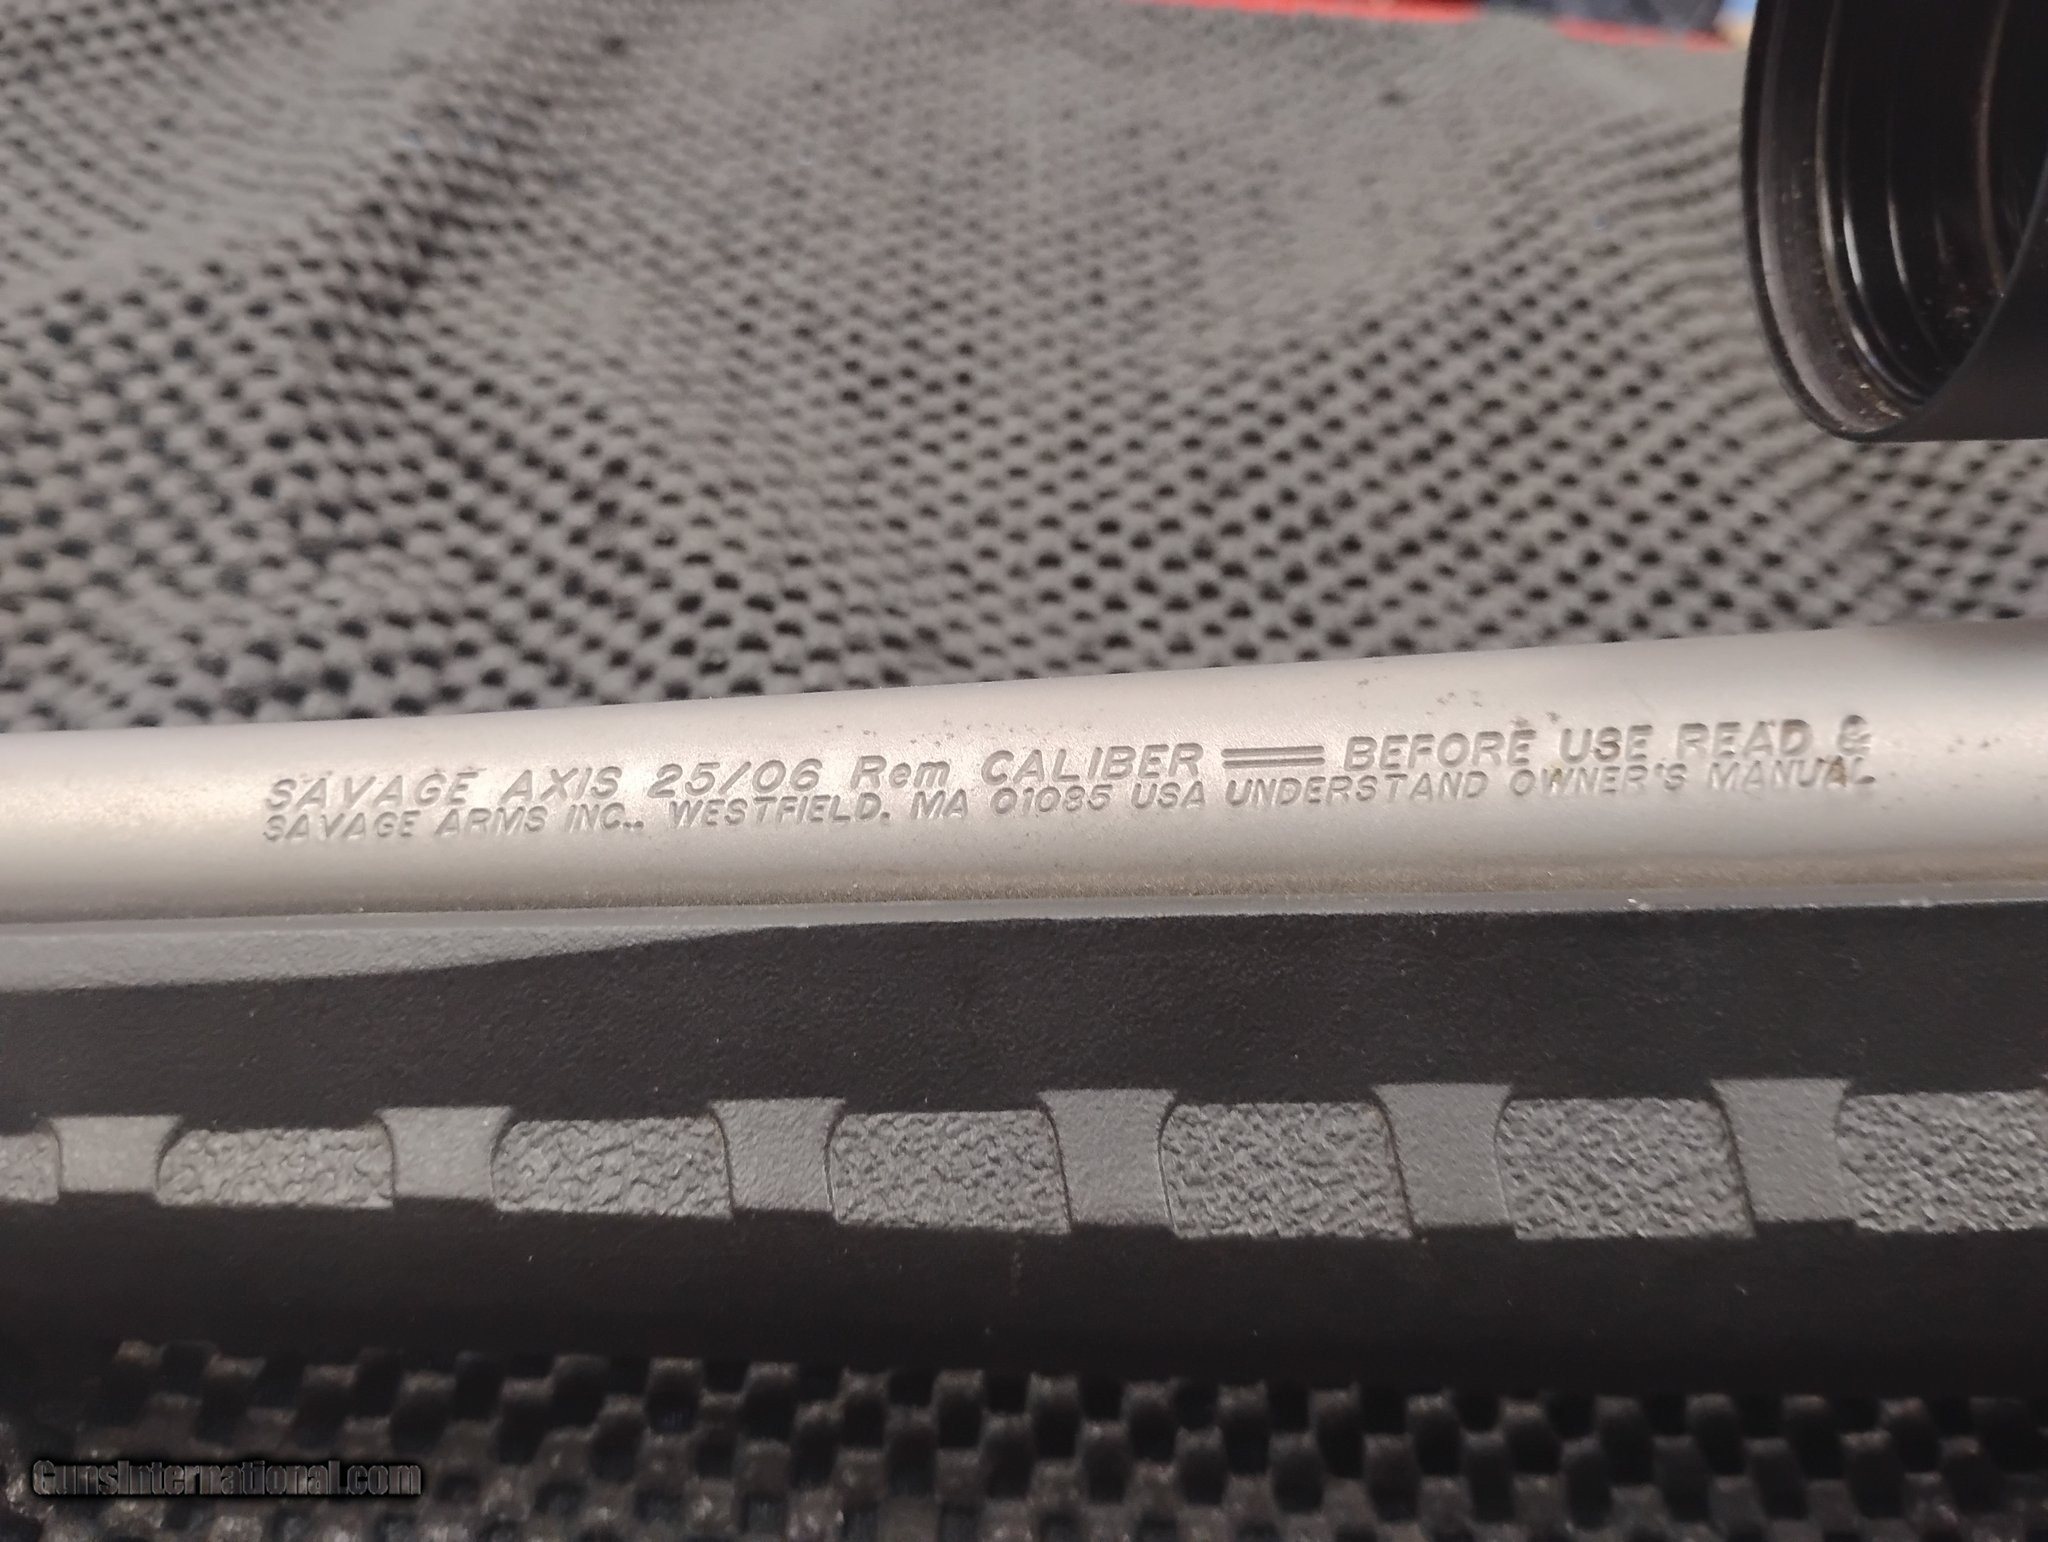 SAVAGE AXIS 25/06 Rem CALIBER ══ BEFORE USE READ &
SAVAGE ARMS INC., WESTFIELD, MA 01085 USA UNDERSTAND OWNER'S MANUAL
GunsInternational.com